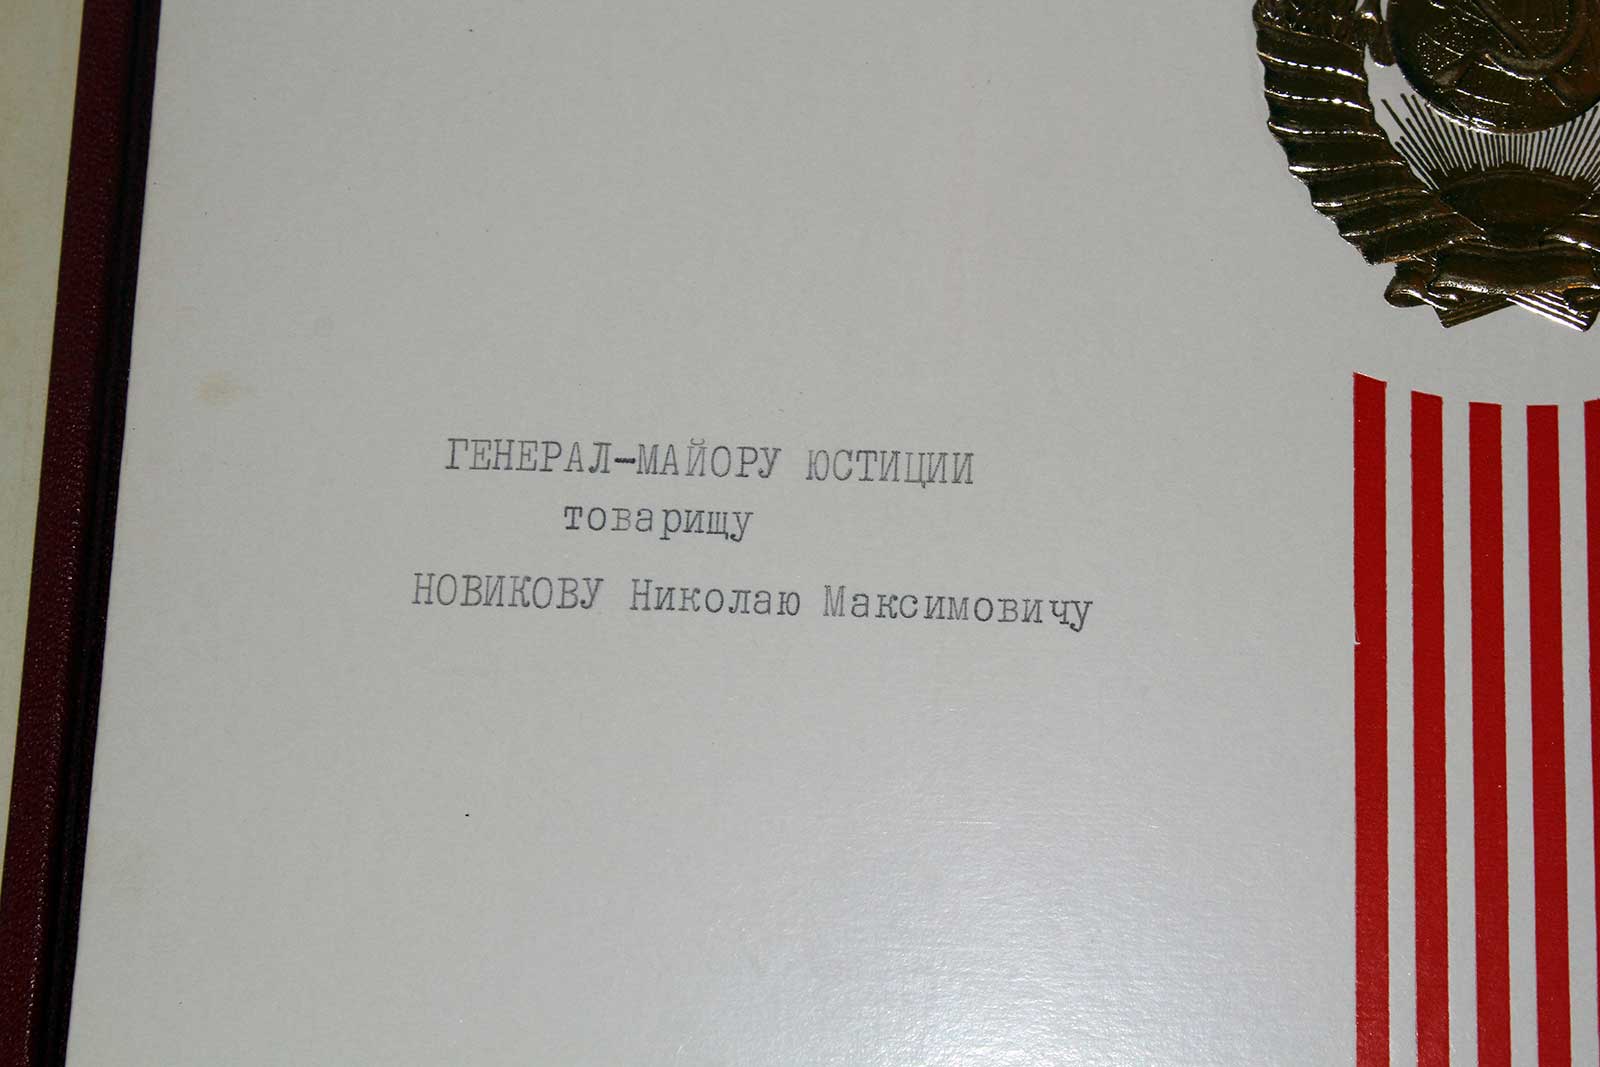 ГЕНЕРАЛ-МАЙОРУ ЮСТИЦИИ
товарищу
НОВИКОВУ Николаю Максимовичу